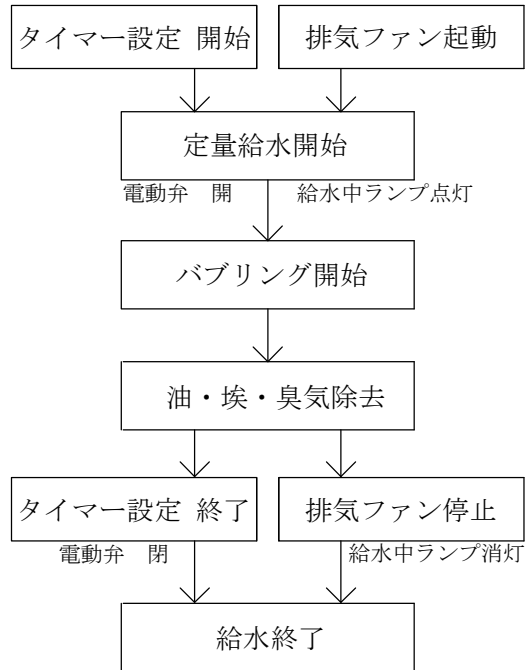 タイマー設定 開始
排気ファン起動
定量給水開始
電動弁 開
給水中ランプ点灯
バブリング開始
油・埃・臭気除去
タイマー設定 終了
排気ファン停止
電動弁 閉
給水中ランプ消灯
給水終了